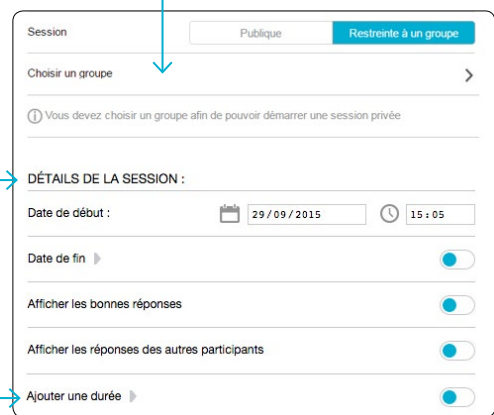 Session Publique Restreinte à un groupe
Choisir un groupe
Vous devez choisir un groupe afin de pouvoir démarrer une session privée
DÉTAILS DE LA SESSION :
Date de début : 29/09/2015 15:05
Date de fin
Afficher les bonnes réponses
Afficher les réponses des autres participants
Ajouter une durée